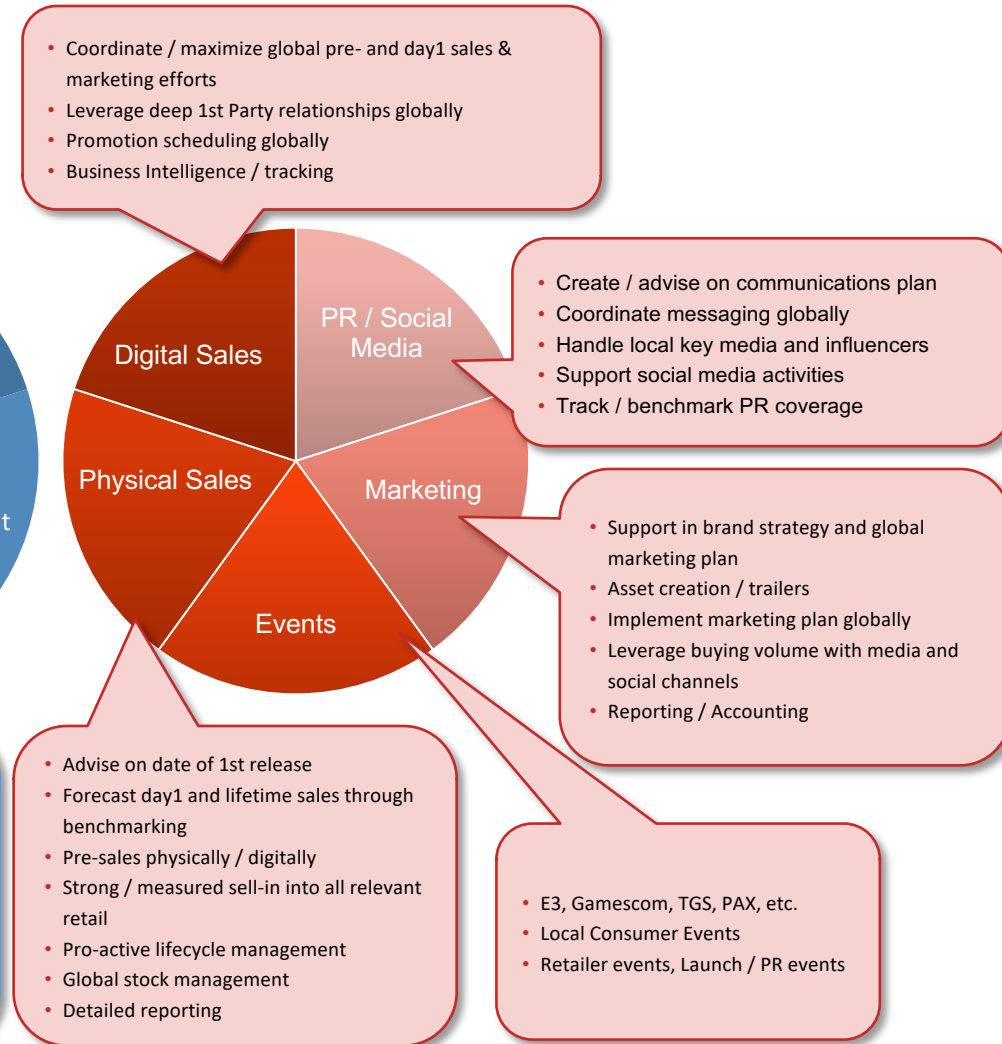 • Coordinate / maximize global pre- and day1 sales &
marketing efforts
• Leverage deep 1st Party relationships globally
• Promotion scheduling globally
• Business Intelligence / tracking
PR / Social
Media
Digital Sales
• Create / advise on communications plan
• Coordinate messaging globally
• Handle local key media and influencers
• Support social media activities
• Track / benchmark PR coverage
Physical Sales
Marketing
t
Events
• Support in brand strategy and global
marketing plan
• Asset creation / trailers
• Implement marketing plan globally
• Leverage buying volume with media and
social channels
• Reporting / Accounting
• Advise on date of 1st release
• Forecast day1 and lifetime sales through
benchmarking
• Pre-sales physically / digitally
• Strong / measured sell-in into all relevant
retail
• Pro-active lifecycle management
• Global stock management
• Detailed reporting
• E3, Gamescom, TGS, PAX, etc.
• Local Consumer Events
• Retailer events, Launch / PR events